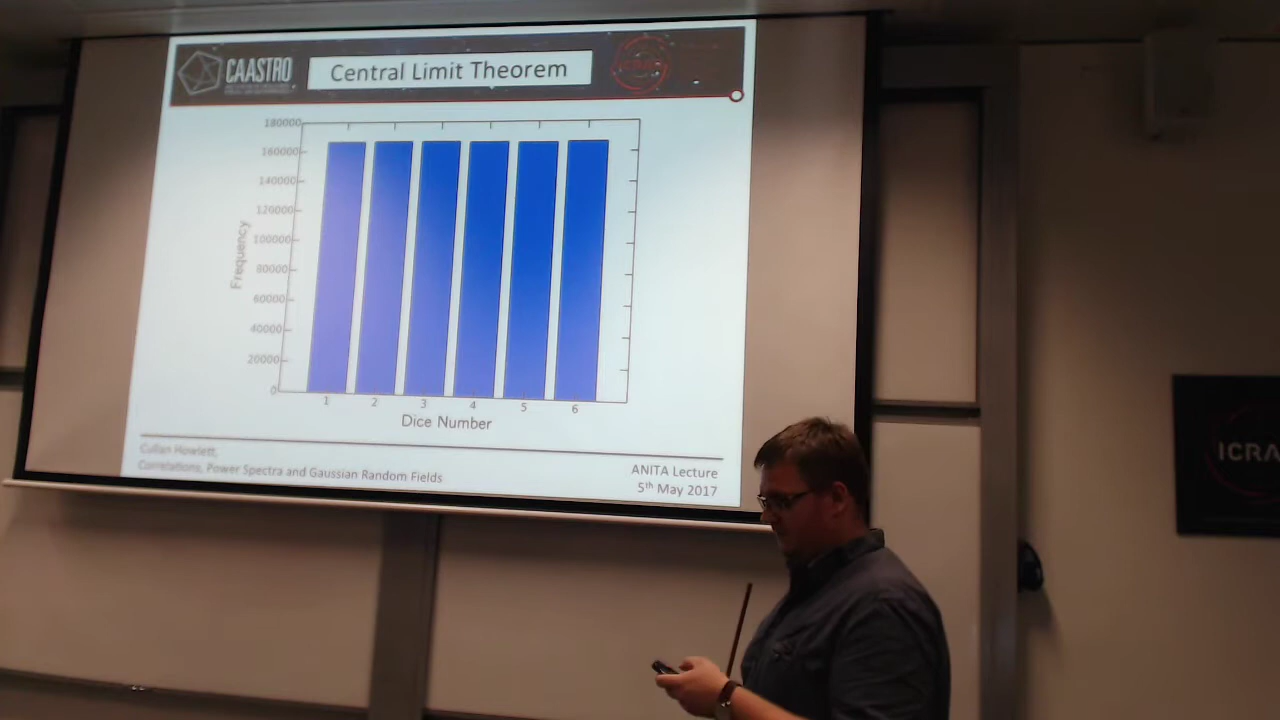 CAASTRO
Central Limit Theorem
180000
160000
140000
120000
100000
80000
60000
40000
20000
0
Frequency
1 2 3 4 5 6
Dice Number
Cullan Howlett,
Correlations, Power Spectra and Gaussian Random Fields
ANITA Lecture
5th May 2017
ICRA